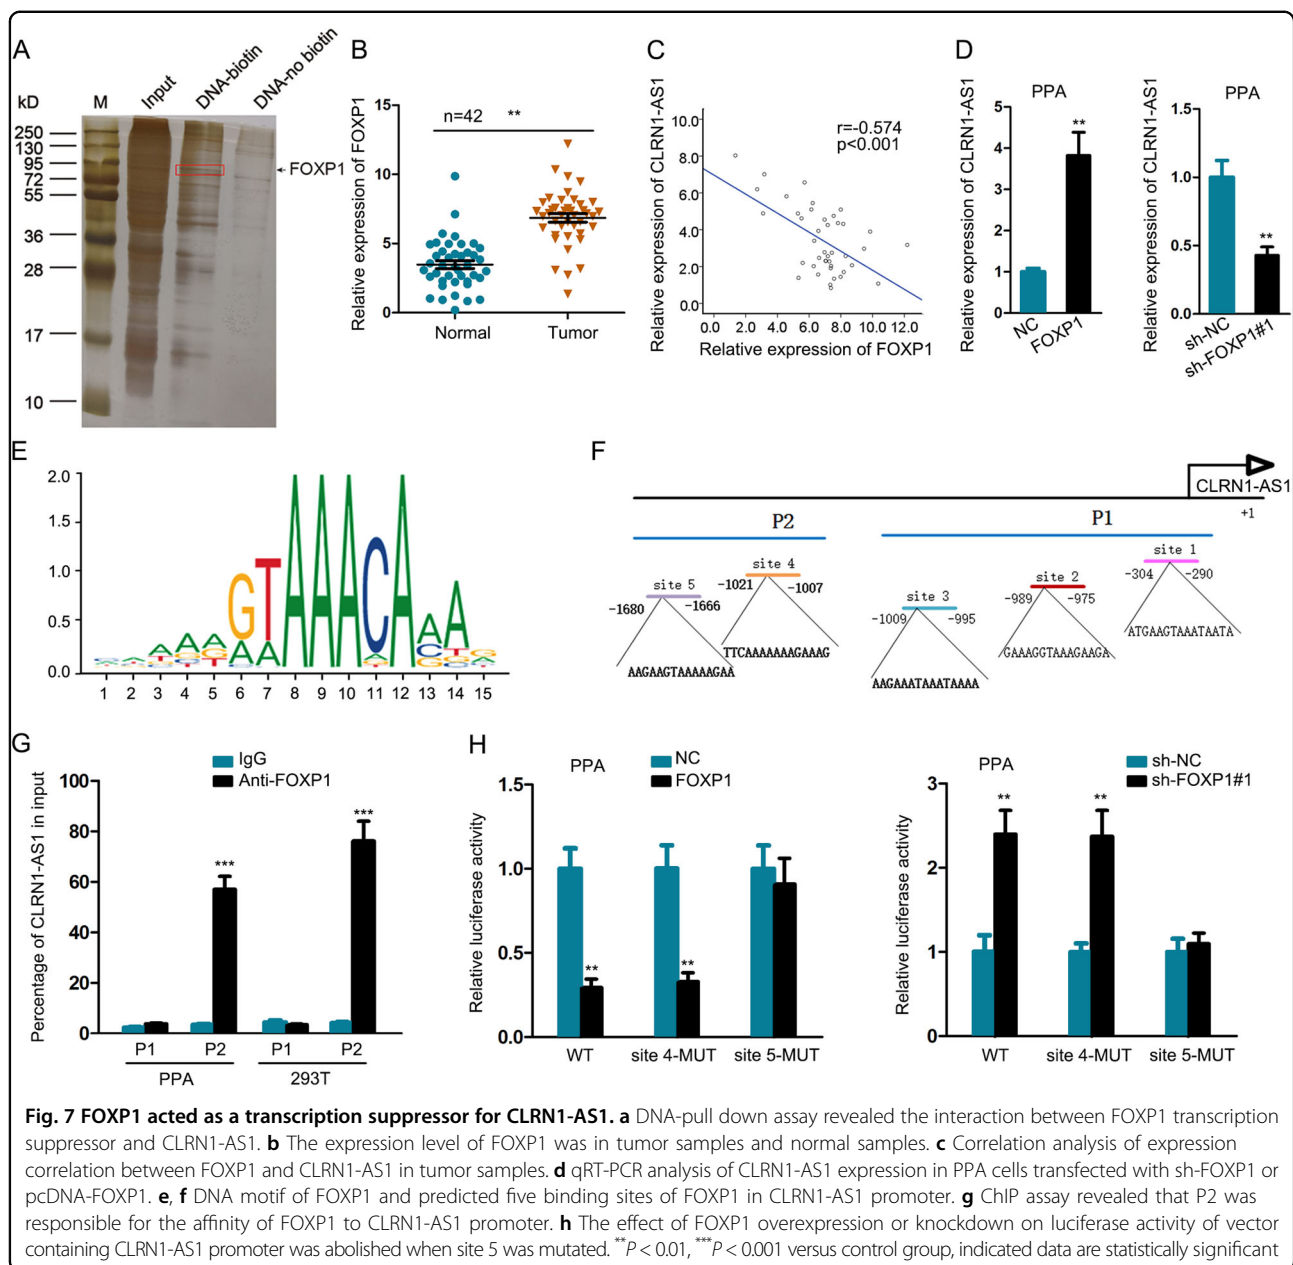 A
kD
M
Input
DNA-biotin
DNA-no biotin
250
130
95
72
55
36
28
17
10
FOXP1
B
Relative expression of FOXP1
15
10
5
0
n=42 **
Normal
Tumor
C
Relative expression of CLRN1-AS1
10.0
8.0
6.0
4.0
2.0
0.0
r=-0.574
p<0.001
0.0 2.0 4.0 6.0 8.0 10.0 12.0
Relative expression of FOXP1
D
Relative expression of CLRN1-AS1
PPA
5
4
3
2
1
0
**
NC
FOXP1
Relative expression of CLRN1-AS1
PPA
1.5
1.0
0.5
0.0
**
sh-NC
sh-FOXP1#1
E
2.0
1.5
1.0
0.5
0.0
GTAAACA
1 2 3 4 5 6 7 8 9 10 11 12 13 14 15
F
CLRN1-AS1
+1
P2
P1
site 5
-1680
-1666
AAGAAGTAAAAAGAA
site 4
-1021
-1007
TTCAAAAAAAGAAAG
site 3
-1009
-995
AAGAAATAAATAAAA
site 2
-989
-975
GAAAGGTAAAGAAGA
site 1
-304
-290
ATGAAGTAAATAATA
G
IgG
Anti-FOXP1
Percentage of CLRN1-AS1 in input
100
80
60
40
20
0
***
***
P1 P2 P1 P2
PPA 293T
H
PPA
NC
FOXP1
Relative luciferase activity
1.5
1.0
0.5
0.0
**
**
WT site 4-MUT site 5-MUT
PPA
sh-NC
sh-FOXP1#1
Relative luciferase activity
3
2
1
0
**
**
WT site 4-MUT site 5-MUT
Fig. 7 FOXP1 acted as a transcription suppressor for CLRN1-AS1. a DNA-pull down assay revealed the interaction between FOXP1 transcription
suppressor and CLRN1-AS1. b The expression level of FOXP1 was in tumor samples and normal samples. c Correlation analysis of expression
correlation between FOXP1 and CLRN1-AS1 in tumor samples. d qRT-PCR analysis of CLRN1-AS1 expression in PPA cells transfected with sh-FOXP1 or
pcDNA-FOXP1. e, f DNA motif of FOXP1 and predicted five binding sites of FOXP1 in CLRN1-AS1 promoter. g ChIP assay revealed that P2 was
responsible for the affinity of FOXP1 to CLRN1-AS1 promoter. h The effect of FOXP1 overexpression or knockdown on luciferase activity of vector
containing CLRN1-AS1 promoter was abolished when site 5 was mutated. **P < 0.01, ***P < 0.001 versus control group, indicated data are statistically significant